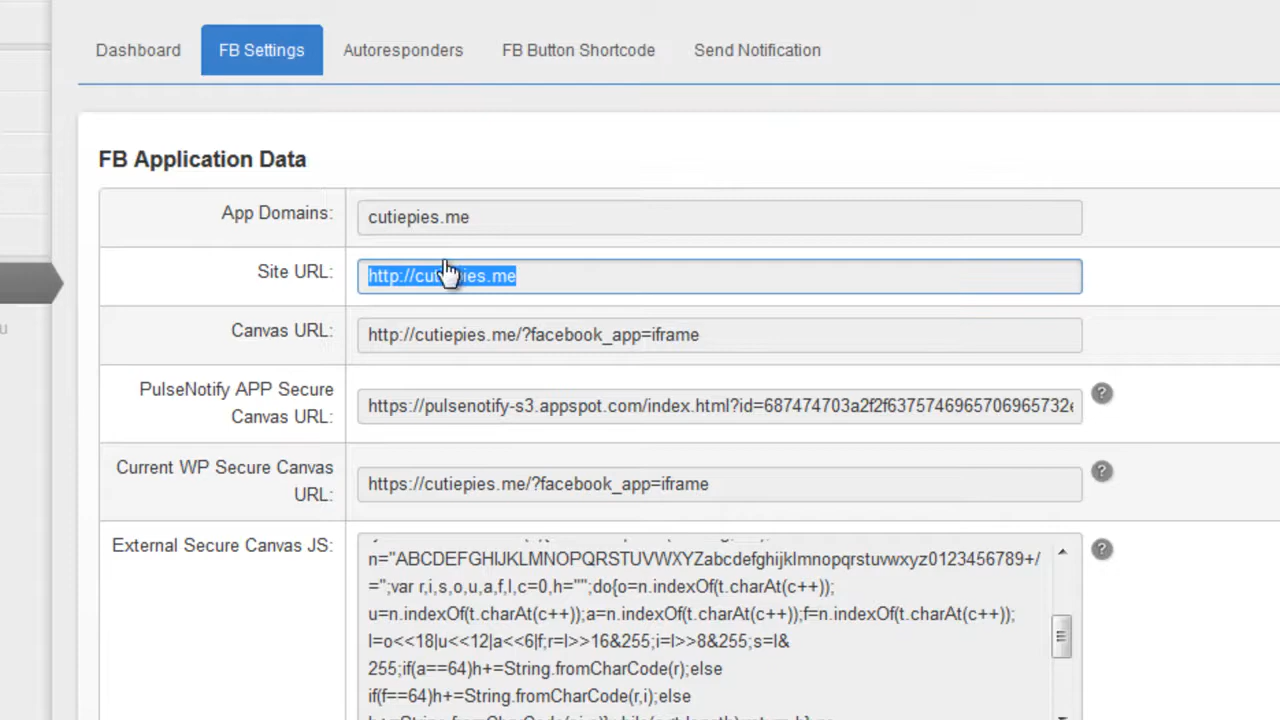 Dashboard FB Settings Autoresponders FB Button Shortcode Send Notification
FB Application Data
App Domains: cutiepies.me
Site URL: http://cutiepies.me
Canvas URL: http://cutiepies.me/?facebook_app=iframe
PulseNotify APP Secure
Canvas URL:
https://pulsenotify-s3.appspot.com/index.html?id=687474703a2f2f6375746965706965732e
Current WP Secure Canvas
URL:
https://cutiepies.me/?facebook_app=iframe
External Secure Canvas JS:
n="ABCDEFGHIJKLMNOPQRSTUVWXYZabcdefghijklmnopqrstuvwxyz0123456789+/
=";var r,i,s,o,u,a,f,l,c=0,h="";do{o=n.indexOf(t.charAt(c++));
u=n.indexOf(t.charAt(c++));a=n.indexOf(t.charAt(c++));f=n.indexOf(t.charAt(c++));
l=o<<18|u<<12|a<<6|f;r=l>>16&255;i=l>>8&255;s=l&
255;if(a==64)h+=String.fromCharCode(r);else
if(f==64)h+=String.fromCharCode(r,i);else